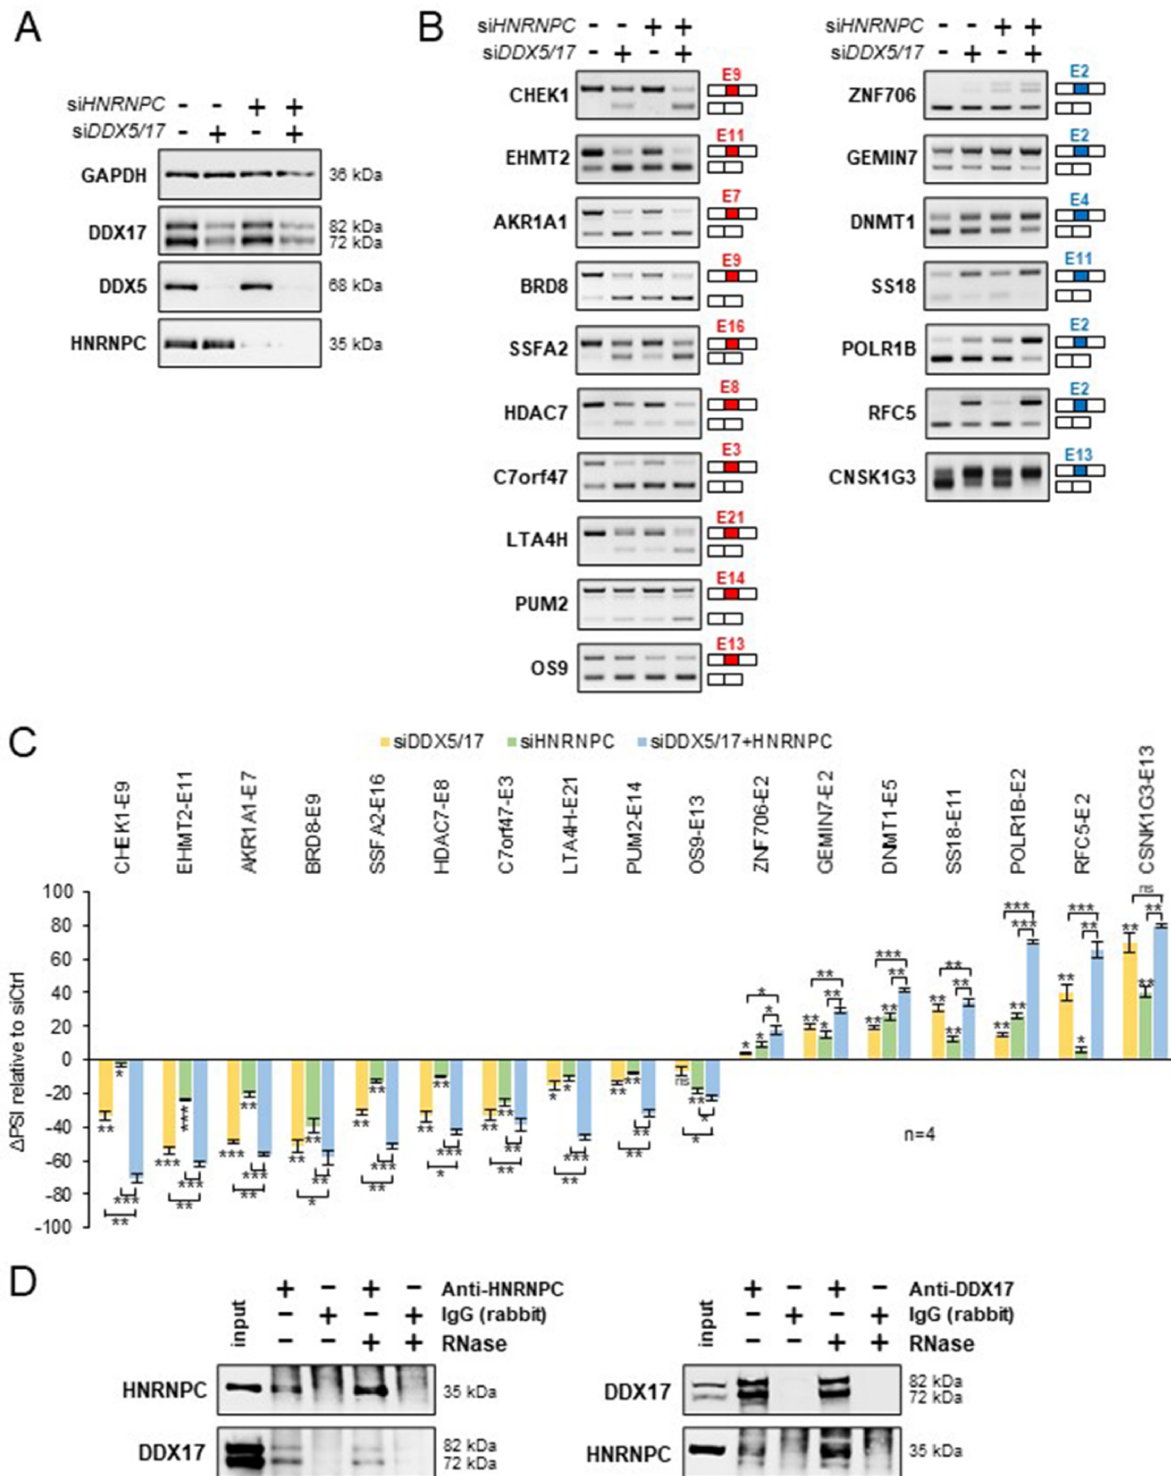 A
siHNRNPC - - + +
siDDX5/17 - + - +
GAPDH 36 kDa
DDX17 82 kDa
72 kDa
DDX5 68 kDa
HNRNPC 35 kDa
B
siHNRNPC - - + +
siDDX5/17 - + - +
CHEK1 E9
EHMT2 E11
AKR1A1 E7
BRD8 E9
SSFA2 E16
HDAC7 E8
C7orf47 E3
LTA4H E21
PUM2 E14
OS9 E13
siHNRNPC - - + +
siDDX5/17 - + - +
ZNF706 E2
GEMIN7 E2
DNMT1 E4
SS18 E11
POLR1B E2
RFC5 E2
CNSK1G3 E13
C
siDDX5/17 siHNRNPC siDDX5/17+HNRNPC
CHEK1-E9
EHMT2-E11
AKR1A1-E7
BRD8-E9
SSFA2-E16
HDAC7-E8
C7orf47-E3
LTA4H-E21
PUM2-E14
OS9-E13
ZNF706-E2
GEMIN7-E2
DNMT1-E5
SS18-E11
POLR1B-E2
RFC5-E2
CSNK1G3-E13
ΔPSI relative to siCtrl
100
80
60
40
20
0
-20
-40
-60
-80
-100
ns
ns
n=4
D
input + - + - Anti-HNRNPC
- + - + IgG (rabbit)
- - + + RNase
HNRNPC 35 kDa
DDX17 82 kDa
72 kDa
input + - + - Anti-DDX17
- + - + IgG (rabbit)
- - + + RNase
DDX17 82 kDa
72 kDa
HNRNPC 35 kDa